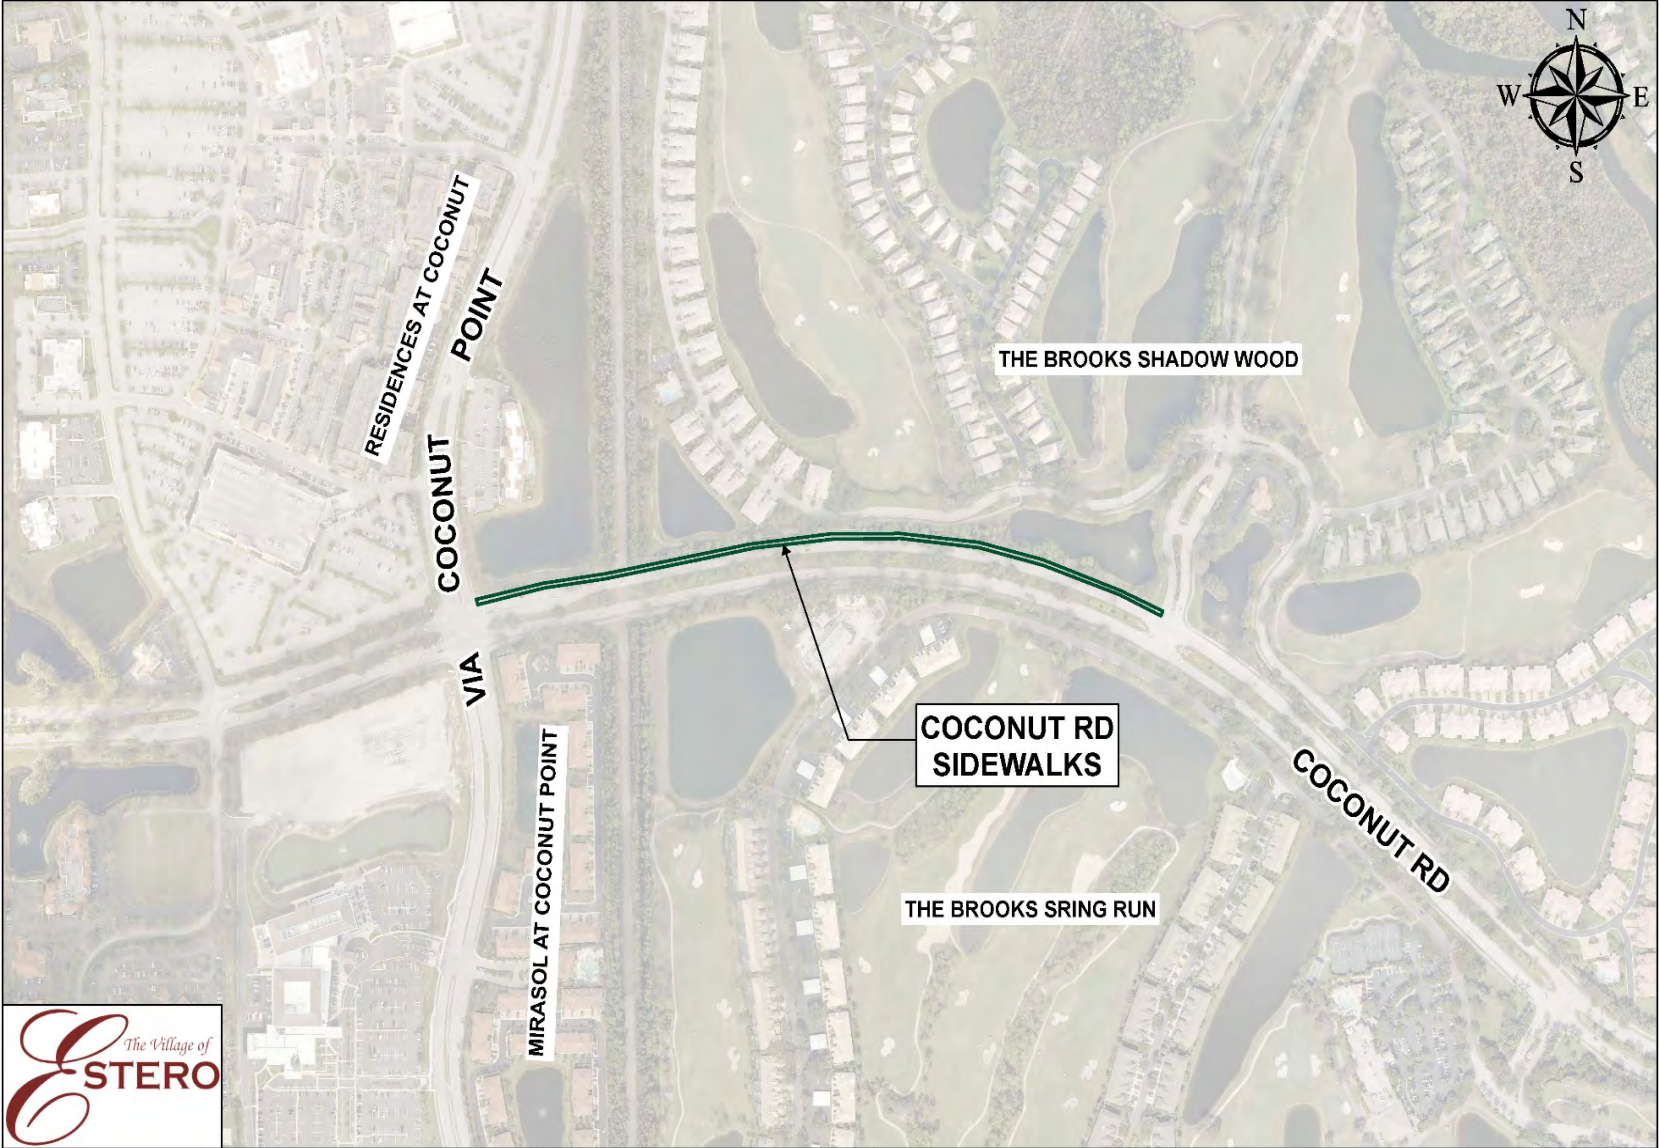 N
W E
S
RESIDENCES AT COCONUT
POINT
COCONUT
VIA
THE BROOKS SHADOW WOOD
COCONUT RD
SIDEWALKS
COCONUT RD
MIRASOL AT COCONUT POINT
THE BROOKS SRING RUN
The Village of
ESTERO